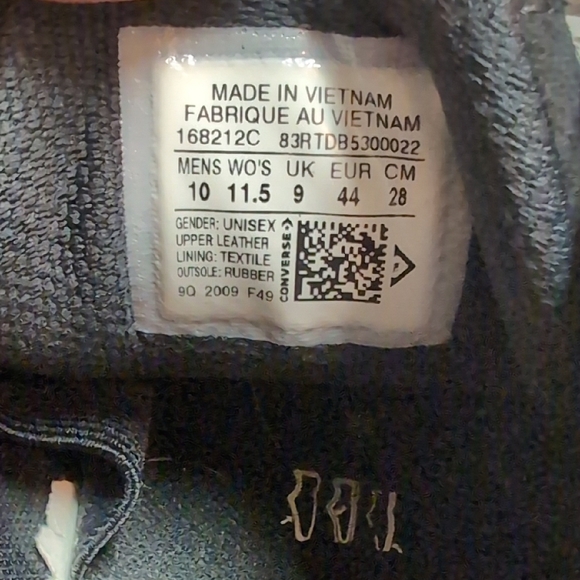 MADE IN VIETNAM
FABRIQUE AU VIETNAM
168212C 83RTDB5300022
MENS WO'S UK EUR CM
10 11.5 9 44 28
GENDER: UNISEX
UPPER LEATHER
LINING: TEXTILE
OUTSOLE: RUBBER
9Q 2009 F49
CONVERSE